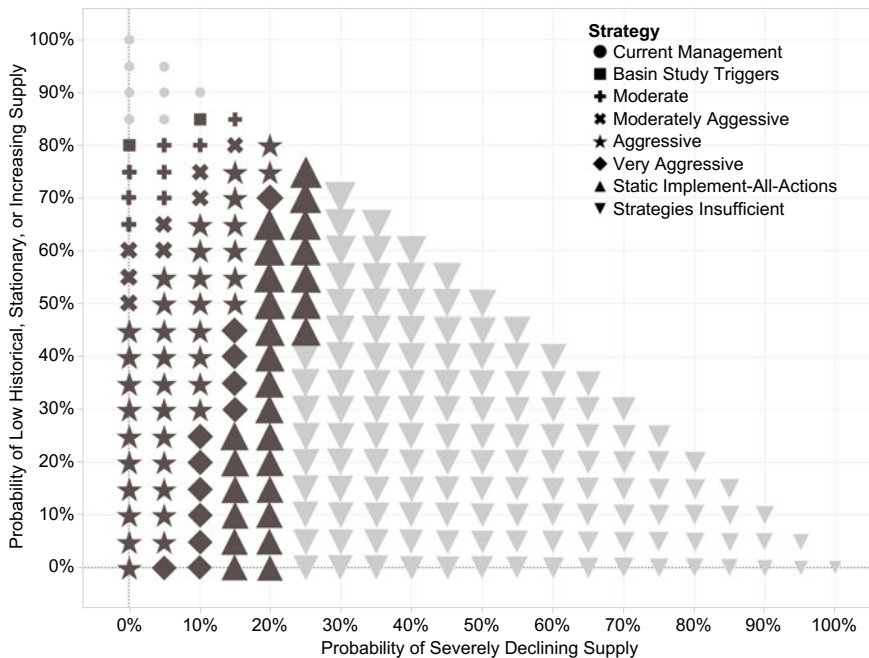 Strategy
Current Management
Basin Study Triggers
Moderate
Moderately Aggessive
Aggressive
Very Aggressive
Static Implement-All-Actions
Strategies Insufficient
Probability of Low Historical, Stationary, or Increasing Supply
100%
90%
80%
70%
60%
50%
40%
30%
20%
10%
0%
0% 10% 20% 30% 40% 50% 60% 70% 80% 90% 100%
Probability of Severely Declining Supply